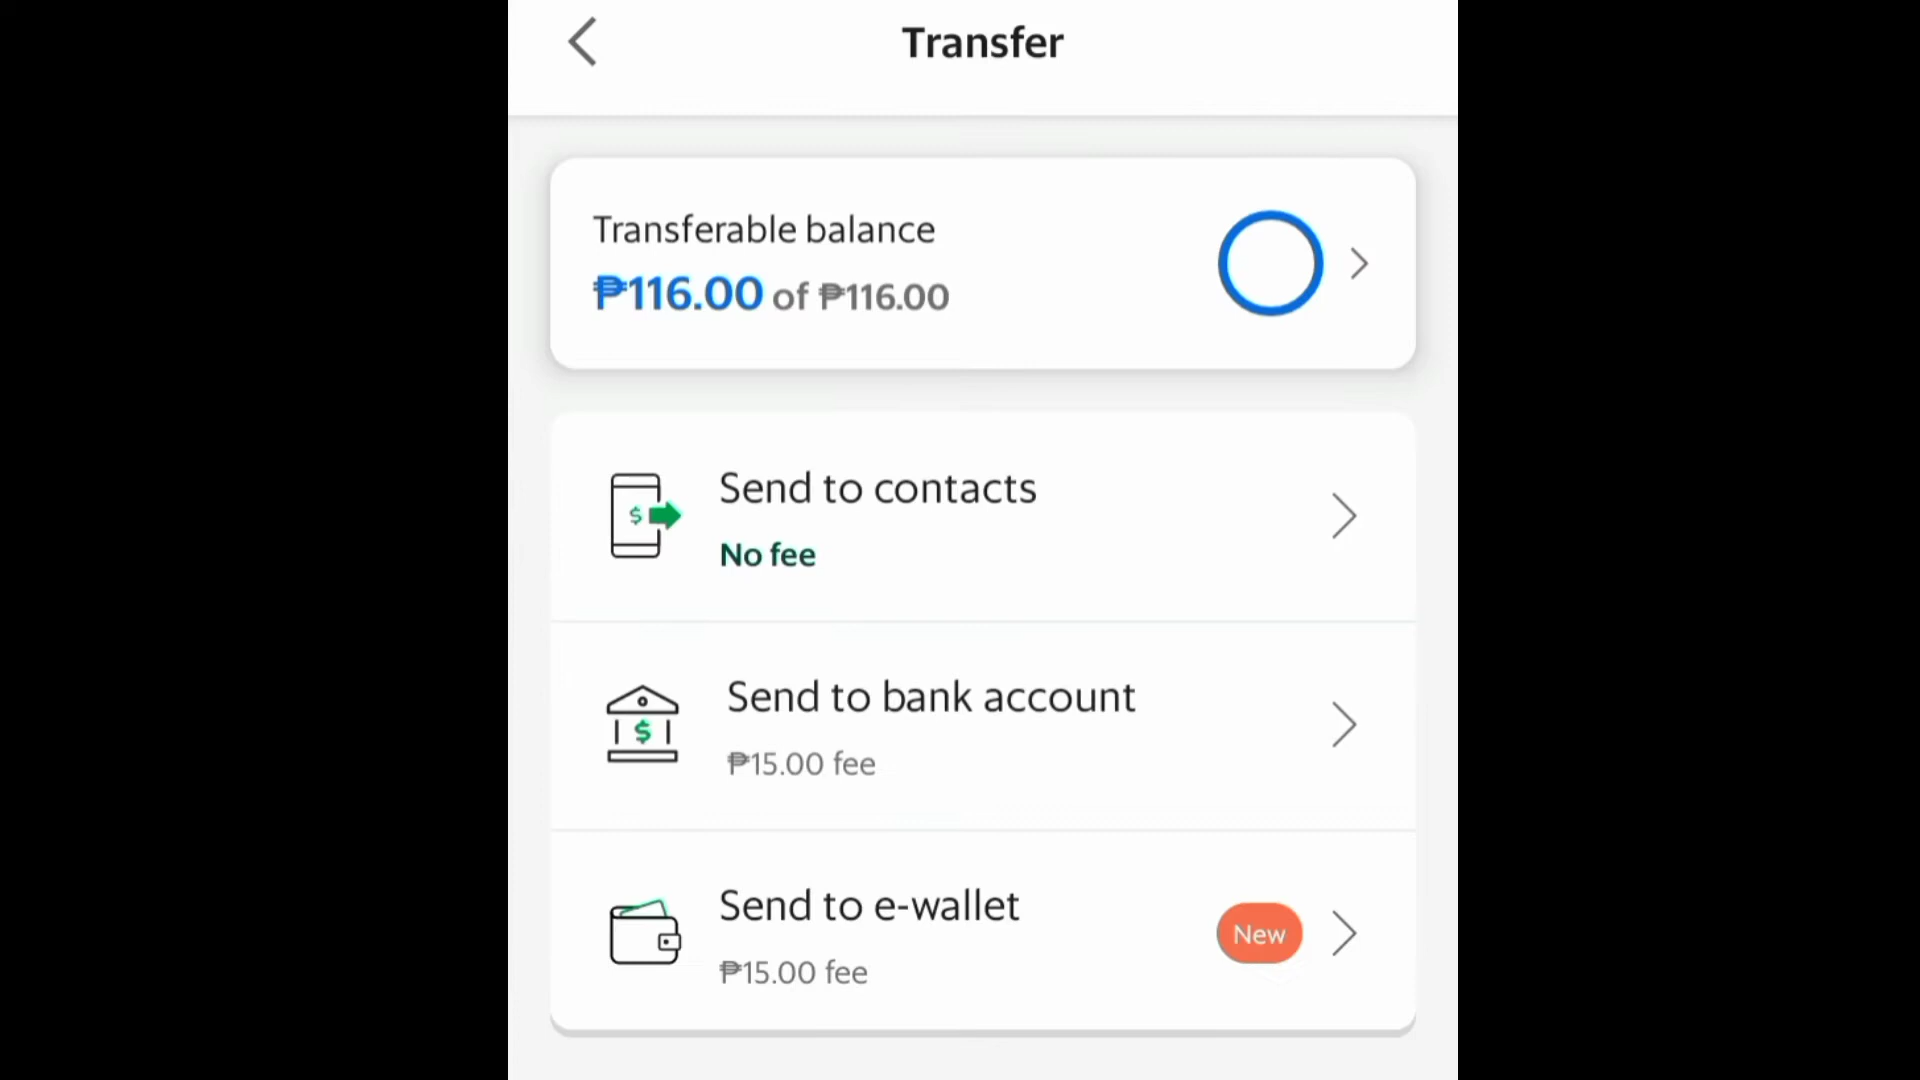 Transfer
Transferable balance
₱116.00 of ₱116.00
$
Send to contacts
No fee
$
Send to bank account
₱15.00 fee
Send to e-wallet
New
₱15.00 fee